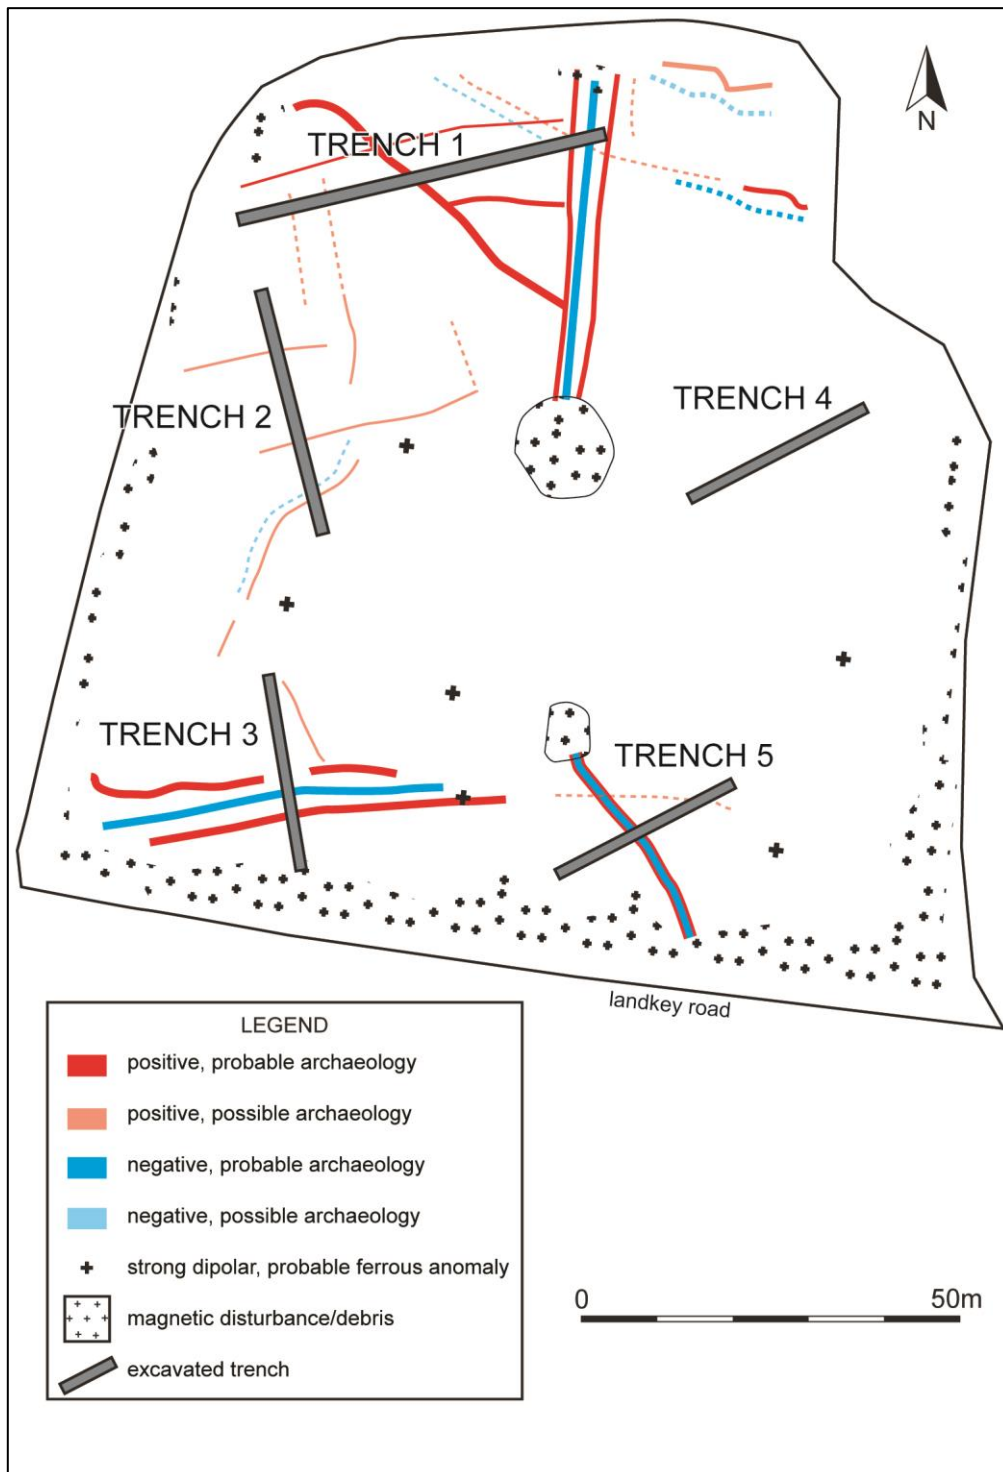 N
TRENCH 1
TRENCH 4
TRENCH 2
TRENCH 3
TRENCH 5
landkey road
LEGEND
positive, probable archaeology
positive, possible archaeology
negative, probable archaeology
negative, possible archaeology
strong dipolar, probable ferrous anomaly
magnetic disturbance/debris
excavated trench
0 50m